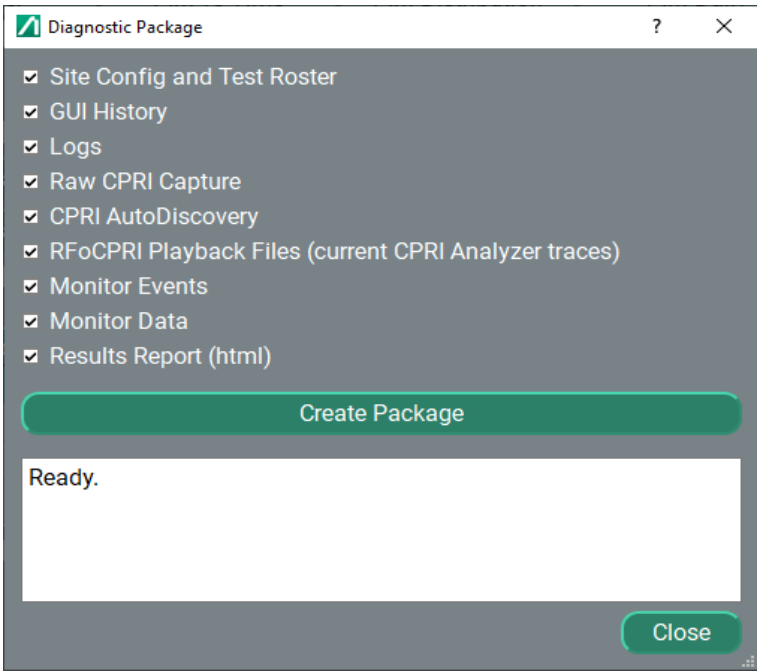 Diagnostic Package
?
Site Config and Test Roster
GUI History
Logs
Raw CPRI Capture
CPRI AutoDiscovery
RFoCPRI Playback Files (current CPRI Analyzer traces)
Monitor Events
Monitor Data
Results Report (html)
Create Package
Ready.
Close